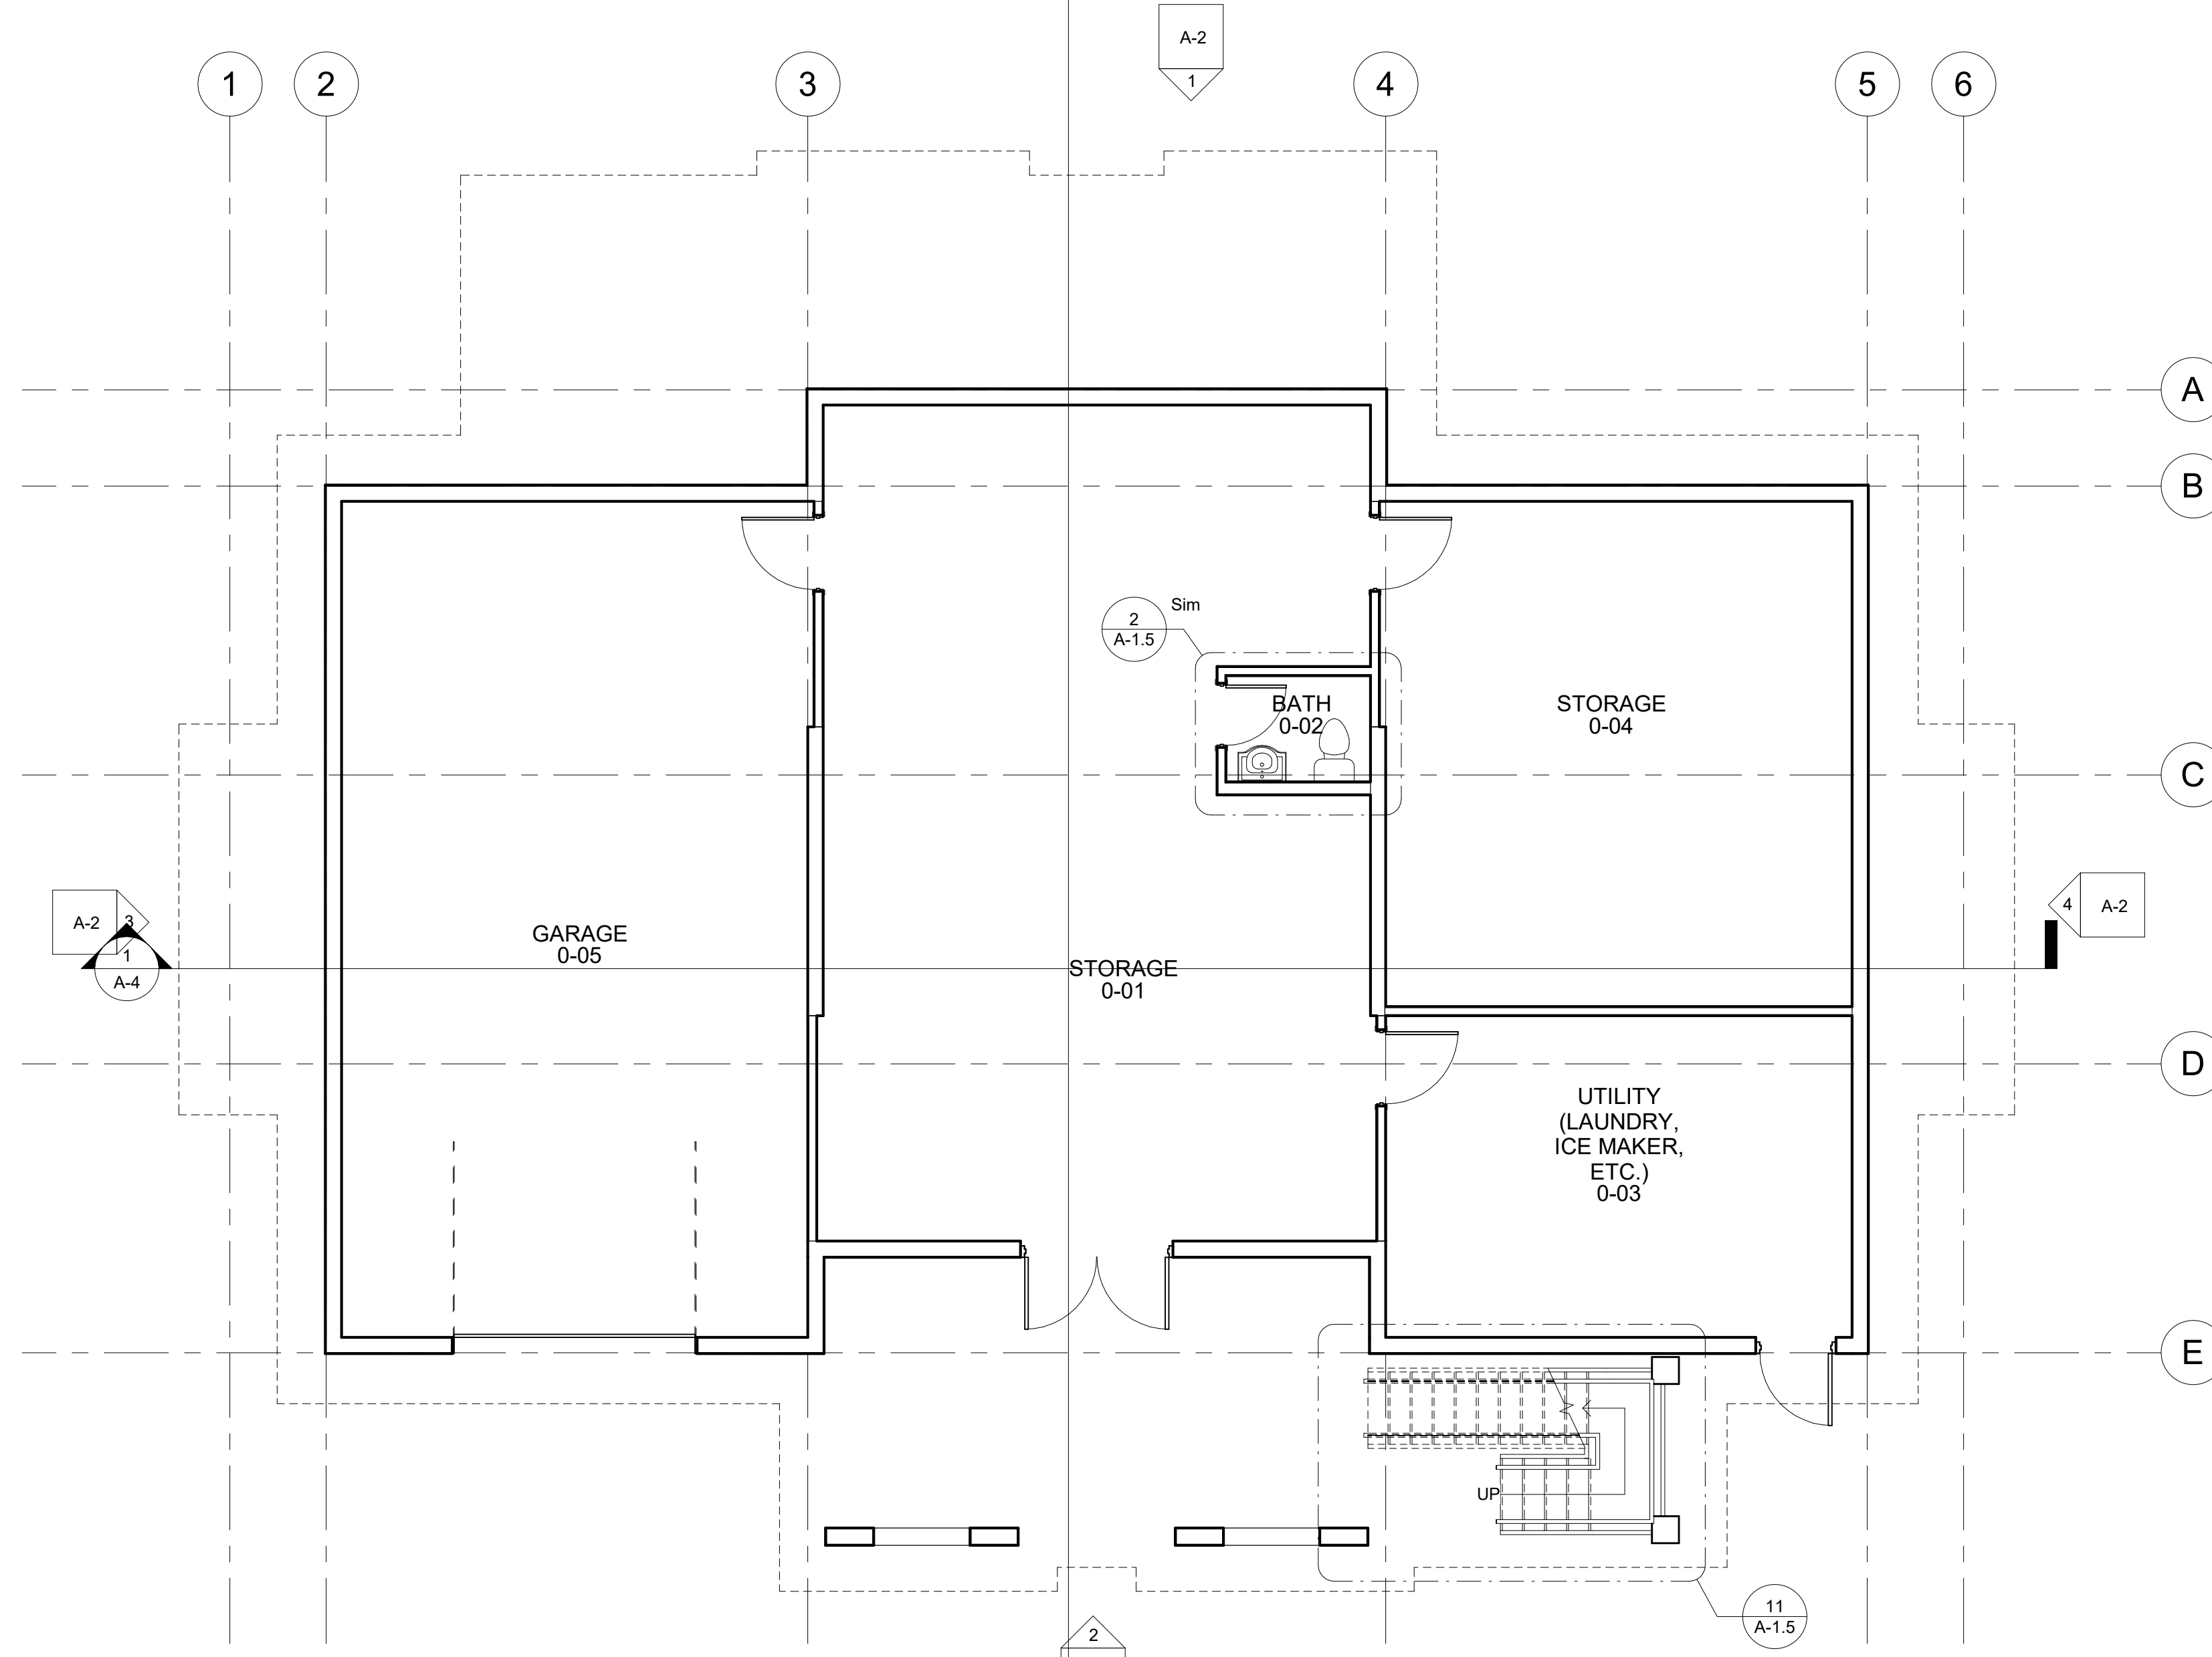 A-2
1
1
2
3
4
5
6
A
B
2
A-1.5
Sim
BATH
0-02
STORAGE
0-04
C
A-2
3
1
A-4
GARAGE
0-05
STORAGE
0-01
4
A-2
D
UTILITY
(LAUNDRY,
ICE MAKER,
ETC.)
0-03
E
UP
11
A-1.5
2